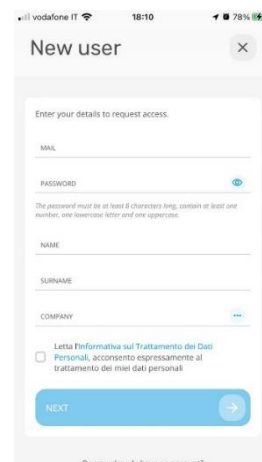 vodafone IT 18:10 78%
New user
Enter your details to request access.
MAIL
PASSWORD
The password must be at least 8 characters long, contain at least one
number, one lowercase letter and one uppercase.
NAME
SURNAME
COMPANY
Letta l'Informativa sul Trattamento dei Dati
Personali, acconsento espressamente al
trattamento dei miei dati personali
NEXT